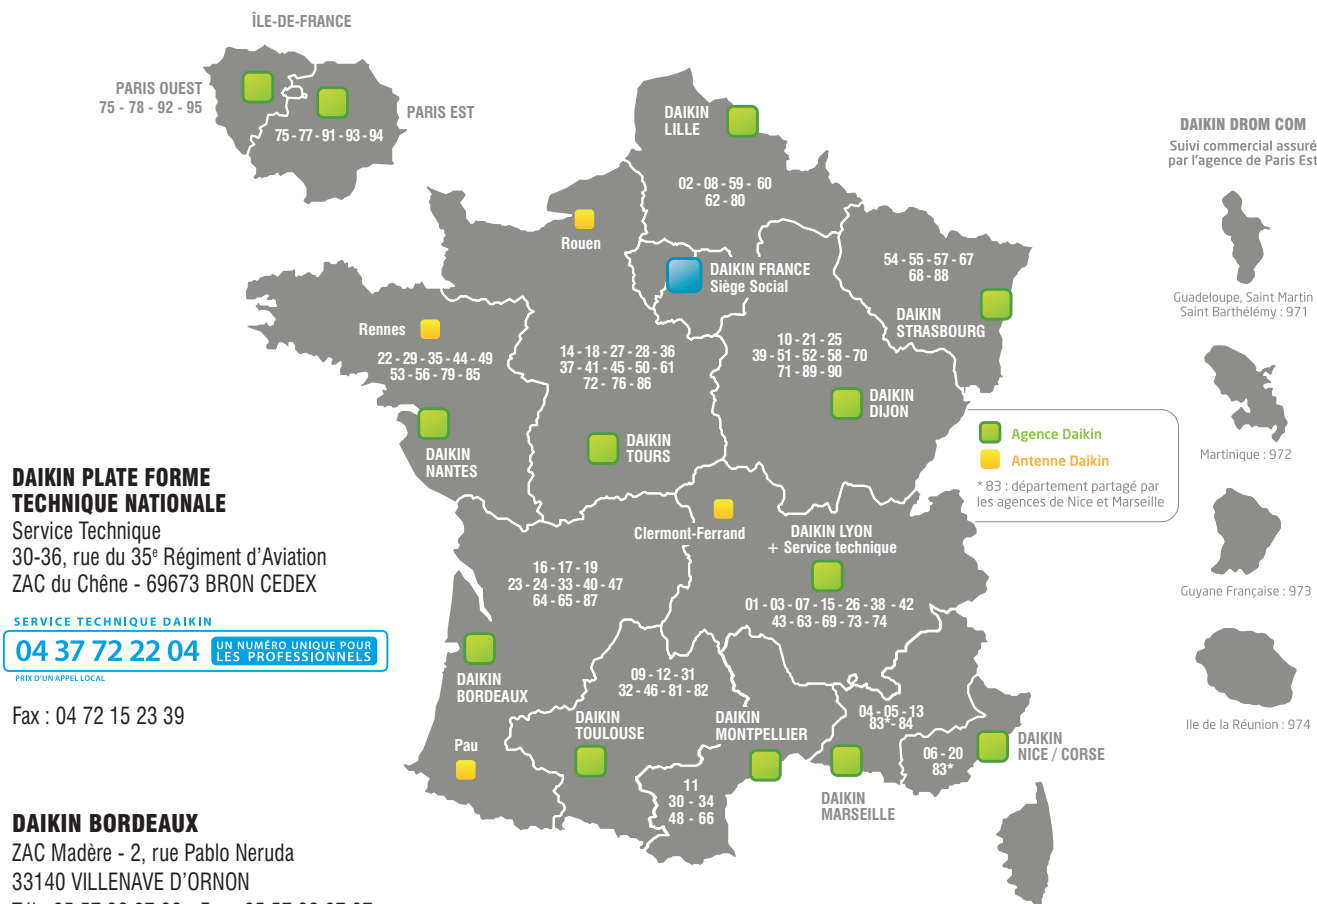 ÎLE-DE-FRANCE
PARIS OUEST
75 - 78 - 92 - 95
PARIS EST
75 - 77 - 91 - 93 - 94
DAIKIN
LILLE
02 - 08 - 59 - 60
62 - 80
Rouen
DAIKIN FRANCE
Siège Social
54 - 55 - 57 - 67
68 - 88
DAIKIN
STRASBOURG
Rennes
22 - 29 - 35 - 44 - 49
53 - 56 - 79 - 85
14 - 18 - 27 - 28 - 36
37 - 41 - 45 - 50 - 61
72 - 76 - 86
10 - 21 - 25
39 - 51 - 52 - 58 - 70
71 - 89 - 90
DAIKIN
DIJON
DAIKIN
NANTES
DAIKIN
TOURS
Agence Daikin
Antenne Daikin
* 83 : département partagé par
les agences de Nice et Marseille
Clermont-Ferrand
DAIKIN LYON
+ Service technique
01 - 03 - 07 - 15 - 26 - 38 - 42
43 - 63 - 69 - 73 - 74
16 - 17 - 19
23 - 24 - 33 - 40 - 47
64 - 65 - 87
DAIKIN
BORDEAUX
09 - 12 - 31
32 - 46 - 81 - 82
DAIKIN
TOULOUSE
DAIKIN
MONTPELLIER
04 - 05 - 13
83*- 84
Pau
06 - 20
83*
DAIKIN
NICE / CORSE
11
30 - 34
48 - 66
DAIKIN
MARSEILLE
DAIKIN DROM COM
Suivi commercial assuré
par l'agence de Paris Est
Guadeloupe, Saint Martin
Saint Barthélémy : 971
Martinique : 972
Guyane Française : 973
Ile de la Réunion : 974
DAIKIN PLATE FORME
TECHNIQUE NATIONALE
Service Technique
30-36, rue du 35e Régiment d'Aviation
ZAC du Chêne - 69673 BRON CEDEX
SERVICE TECHNIQUE DAIKIN
04 37 72 22 04
UN NUMÉRO UNIQUE POUR
LES PROFESSIONNELS
PRIX D'UN APPEL LOCAL
Fax : 04 72 15 23 39
DAIKIN BORDEAUX
ZAC Madère - 2, rue Pablo Neruda
33140 VILLENAVE D'ORNON